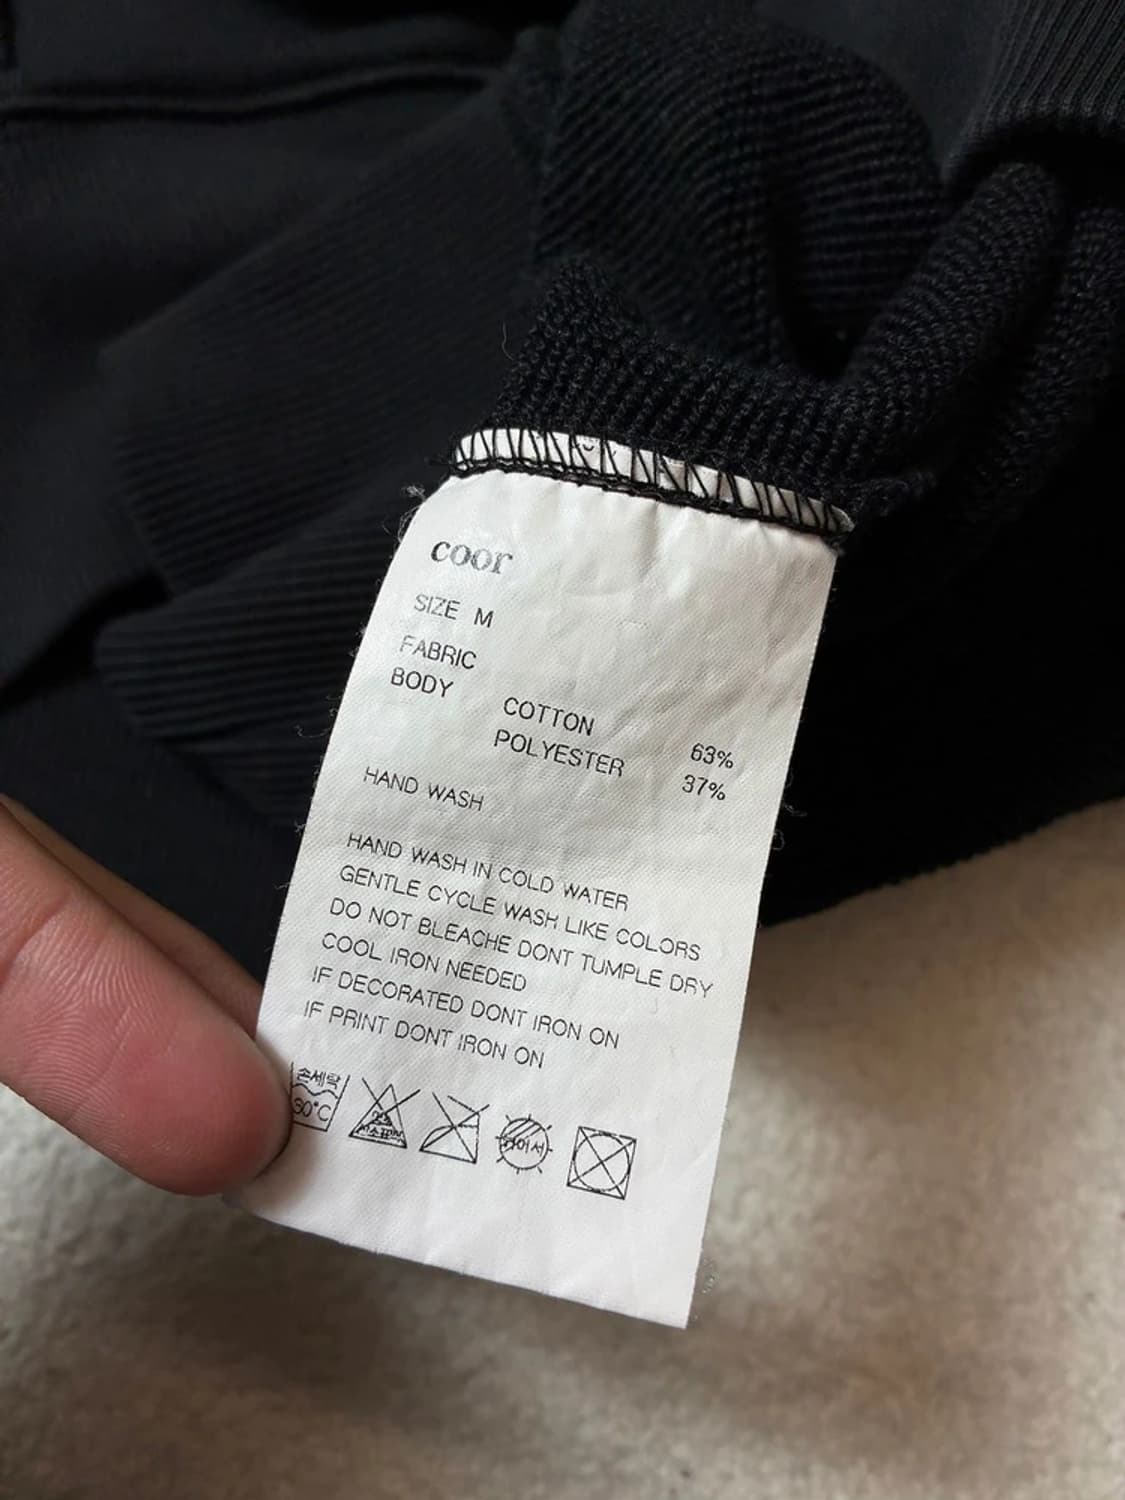 coor
SIZE M
FABRIC
BODY
COTTON 63%
POLYESTER 37%
HAND WASH
HAND WASH IN COLD WATER
GENTLE CYCLE WASH LIKE COLORS
DO NOT BLEACHE DONT TUMPLE DRY
COOL IRON NEEDED
IF DECORATED DONT IRON ON
IF PRINT DONT IRON ON
손세탁
30°C